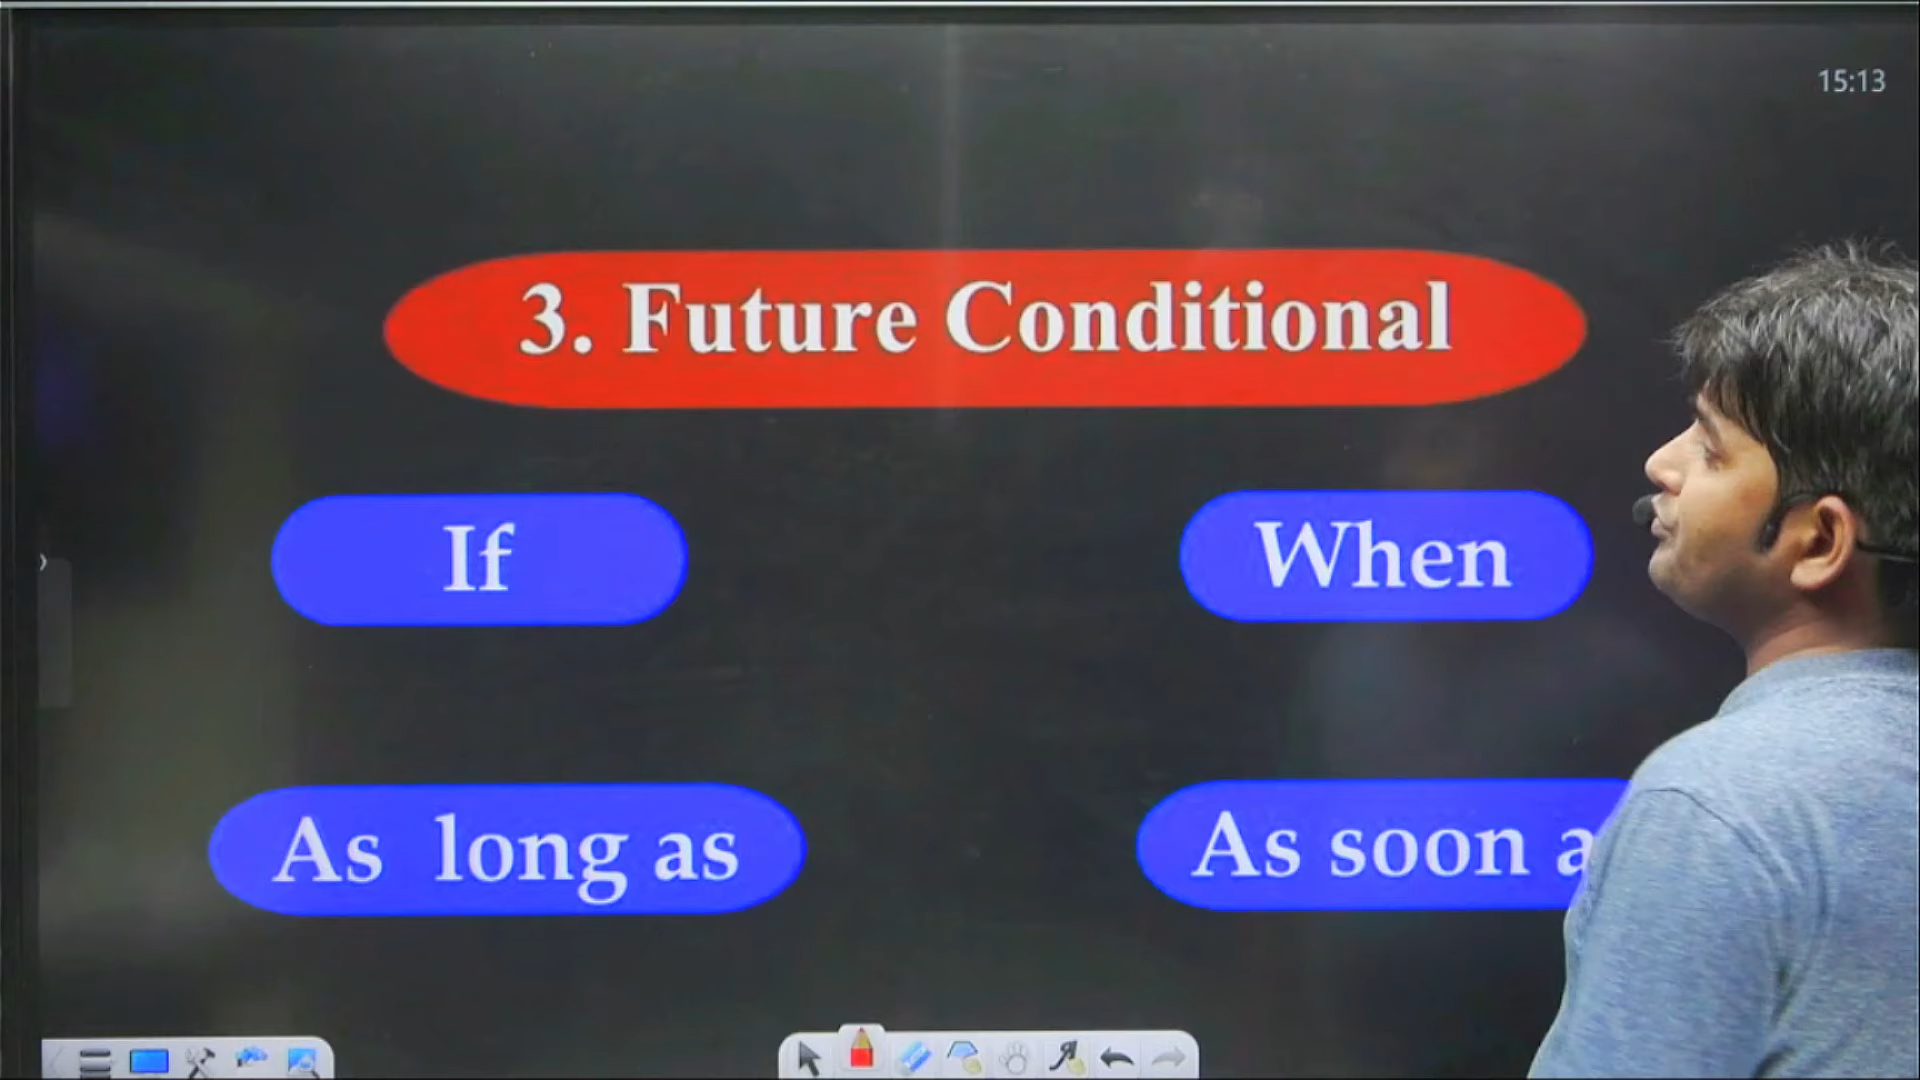 15:13
3. Future Conditional
If
When
As long as
As soon a